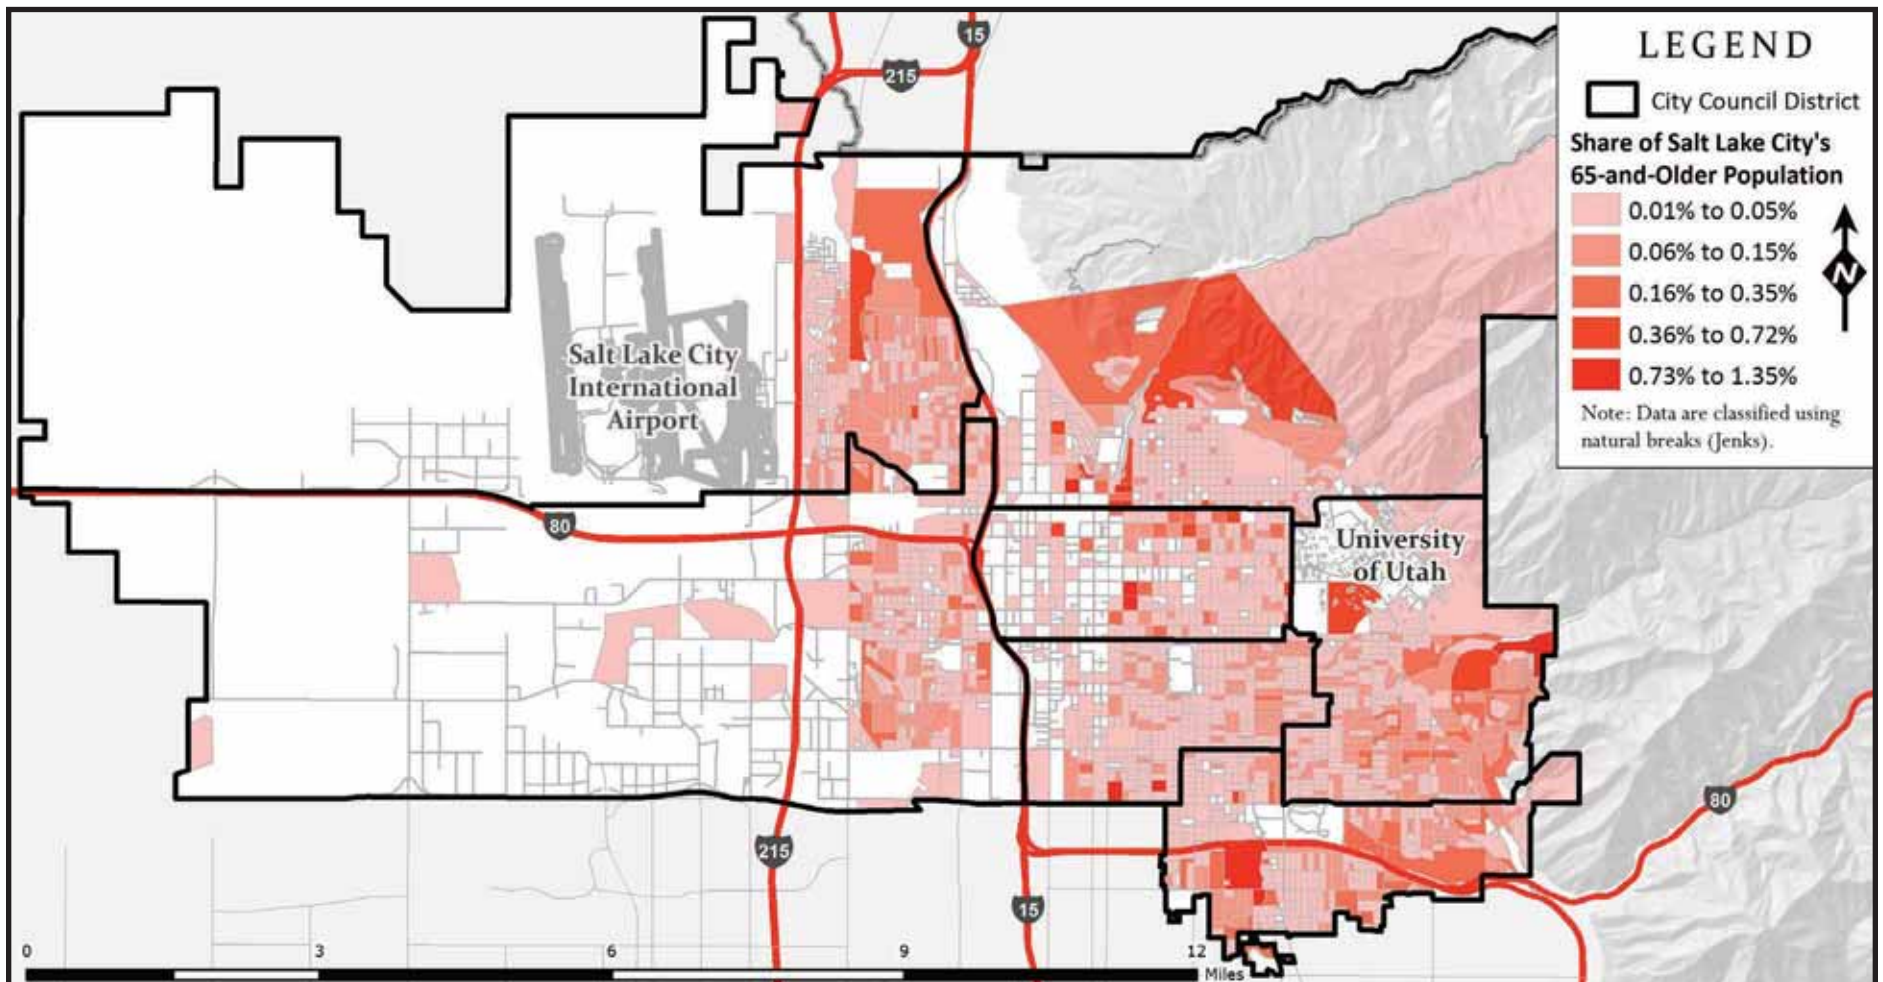 LEGEND
City Council District
Share of Salt Lake City's
65-and-Older Population
0.01% to 0.05%
0.06% to 0.15%
0.16% to 0.35%
0.36% to 0.72%
0.73% to 1.35%
N
Note: Data are classified using
natural breaks (Jenks).
15
215
Salt Lake City
International
Airport
80
University
of Utah
80
215
15
0 3 6 9 12
Miles